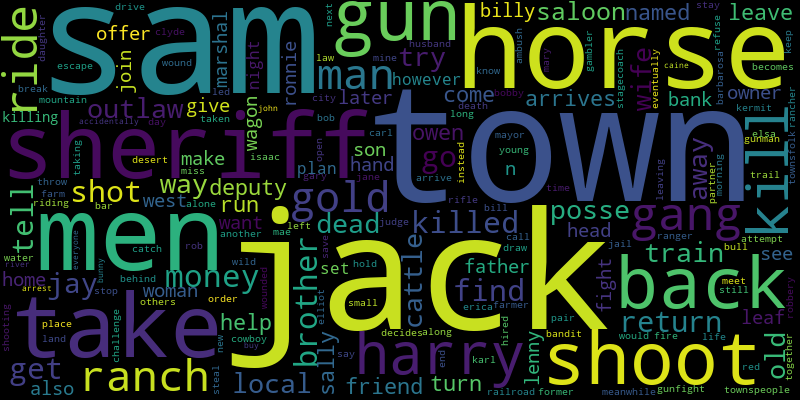 sam
gun
horse
town
sheriff
jack
men
take
shoot
harry
back
man
gang
kill
ranch
gold
ride
saloon
named
leave
billy
offer
drive
clyde
daughter
escape
wound
join
marshal
led
night
ronnie
husband
mine
however
try
ambush
know
gambler
mary
stagecoach
wife
next
stay
law
refuse
keep
becomes
eventually
caine
barbarosa
kermit
rancher
bank
owner
break
mountain
killing
outlaw
give
later
come
arrives
bobby
death
city
john
accidentally
day
taken
wagon
bob
carl
long
owen
mayor
young
elsa
gunman
townsfolk
taking
desert
make
isaac
son
open
go
n
away
partner
morning
trail
tell
throw
farm
riding
miss
bar
shot
way
deputy
plan
hand
gary
jane
arrive
instead
time
leaving
west
alone
run
want
dead
killed
rifle
bill
posse
head
ranger
bull
attempt
jail
judge
call
draw
water
everyone
catch
rob
another
mae
left
save
brother
cattle
father
find
fight
train
see
meet
still
robbery
home
river
arrest
jay
bunny
behind
stop
money
wild
woman
order
wounded
set
hold
elliot
small
erica
farmer
hired
return
leaf
old
together
shooting
place
land
others
challenge
help
cowboy
new
steal
buy
sally
say
decides
along
end
karl
lenny
pair
bandit
would
fire
life
red
get
also
local
friend
turn
railroad
former
meanwhile
gunfight
townspeople